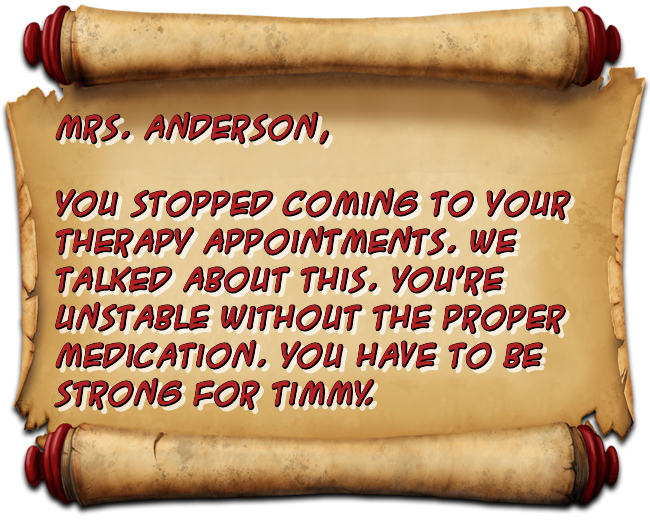 MRS. ANDERSON,
YOU STOPPED COMING TO YOUR
THERAPY APPOINTMENTS. WE
TALKED ABOUT THIS. YOU'RE
UNSTABLE WITHOUT THE PROPER
MEDICATION. YOU HAVE TO BE
STRONG FOR TIMMY.